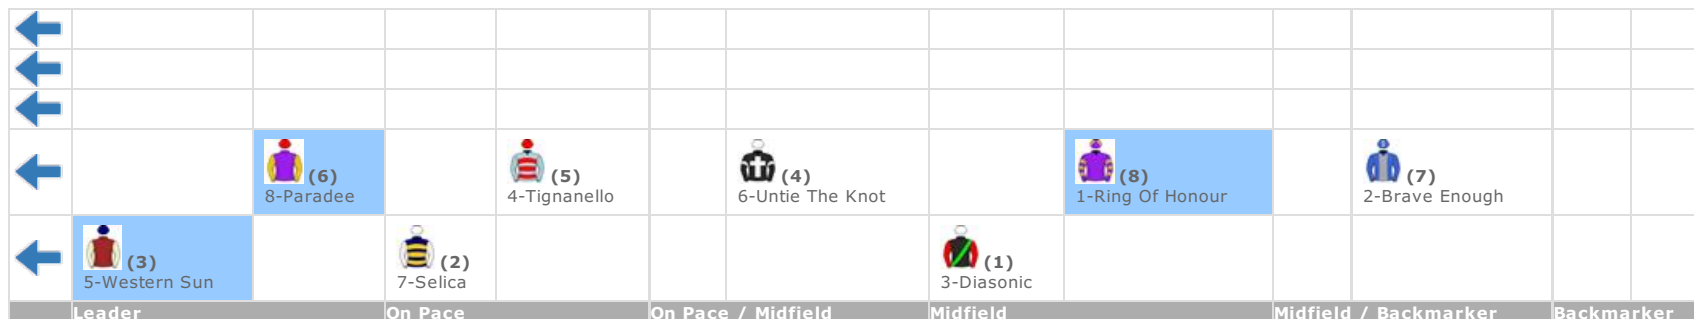 (6)
8-Paradee
(5)
4-Tignanello
(4)
6-Untie The Knot
(8)
1-Ring Of Honour
(7)
2-Brave Enough
(3)
5-Western Sun
(2)
7-Selica
(1)
3-Diasonic
Leader On Pace On Pace / Midfield Midfield Midfield / Backmarker Backmarker